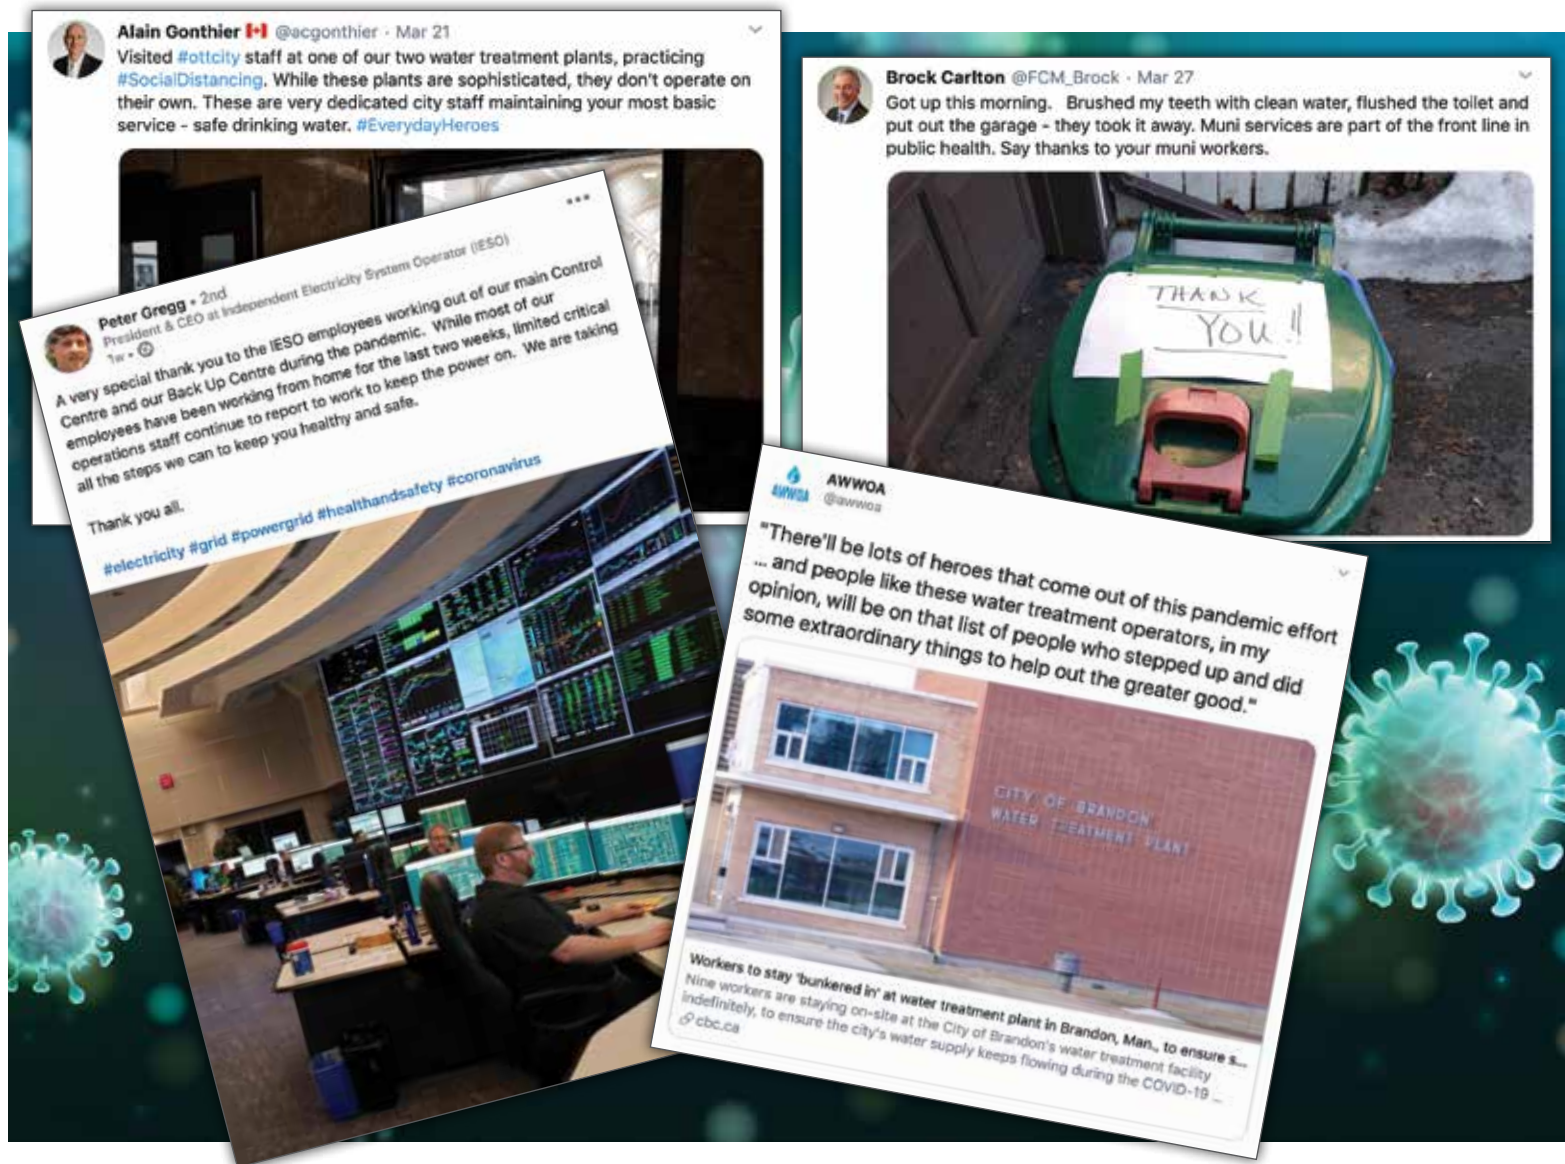 Alain Gonthier @acgonthier · Mar 21
Visited #ottcity staff at one of our two water treatment plants, practicing
#SocialDistancing. While these plants are sophisticated, they don't operate on
their own. These are very dedicated city staff maintaining your most basic
service - safe drinking water. #EverydayHeroes
Brock Carlton @FCM_Brock · Mar 27
Got up this morning. Brushed my teeth with clean water, flushed the toilet and
put out the garage - they took it away. Muni services are part of the front line in
public health. Say thanks to your muni workers.
THANK
YOU!!
Peter Gregg • 2nd
President & CEO at Independent Electricity System Operator (IESO)
1w •
A very special thank you to the IESO employees working out of our main Control
Centre and our Back Up Centre during the pandemic. While most of our
employees have been working from home for the last two weeks, limited critical
operations staff continue to report to work to keep the power on. We are taking
all the steps we can to keep you healthy and safe.
Thank you all.
#electricity #grid #powergrid #healthandsafety #coronavirus
AWWOA
AWWOA
@awwoa
"There'll be lots of heroes that come out of this pandemic effort
... and people like these water treatment operators, in my
opinion, will be on that list of people who stepped up and did
some extraordinary things to help out the greater good."
CITY OF BRANDON
WATER TREATMENT PLANT
Workers to stay 'bunkered in' at water treatment plant in Brandon, Man., to ensure s...
Nine workers are staying on-site at the City of Brandon's water treatment facility
indefinitely, to ensure the city's water supply keeps flowing during the COVID-19 ...
cbc.ca